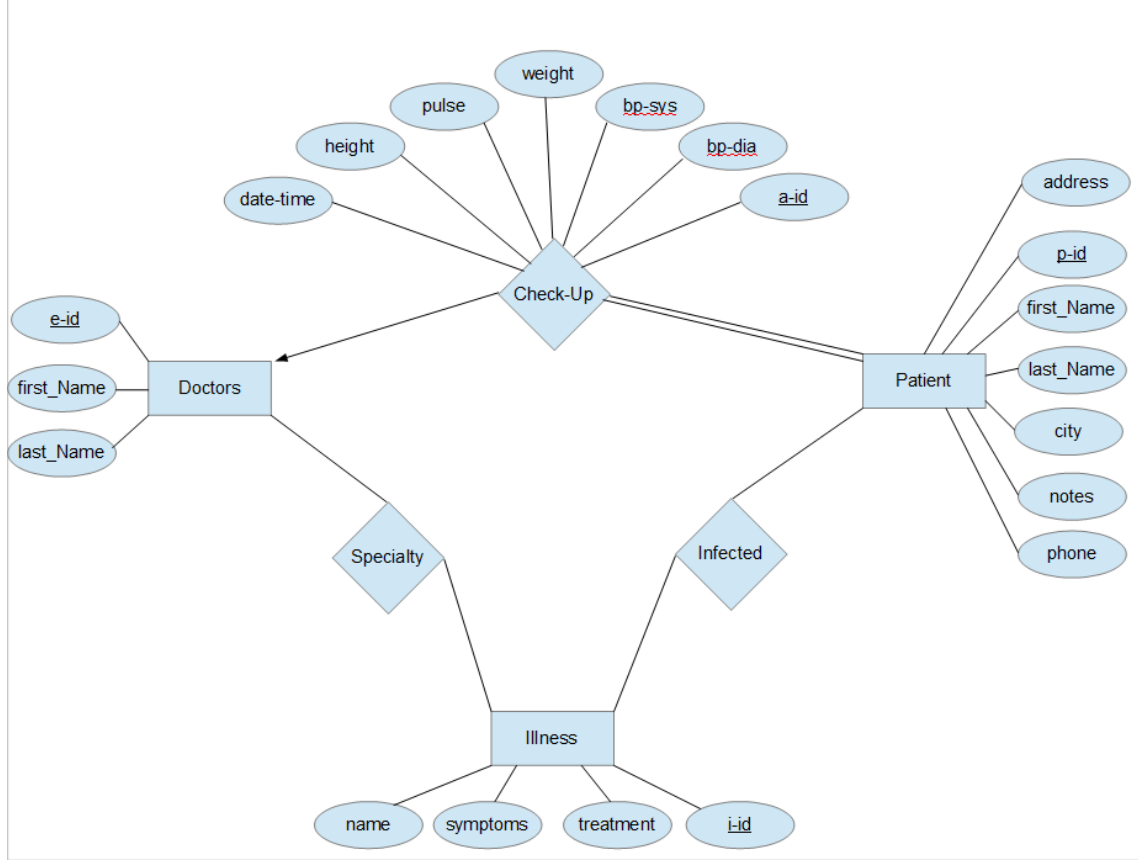 weight
pulse
bp-sys
height
bp-dia
date-time
a-id
address
p-id
Check-Up
first_Name
e-id
last_Name
Doctors
Patient
first_Name
city
last_Name
notes
phone
Specialty
Infected
Illness
name
symptoms
treatment
i-id